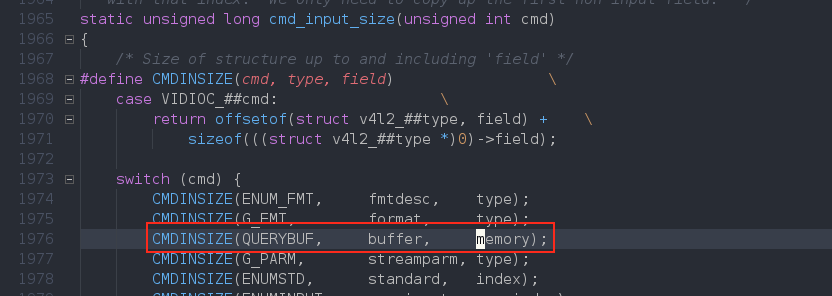 with that index. We only need to copy up the first non-input field. */
1965 static unsigned long cmd_input_size(unsigned int cmd)
1966 {
1967 /* Size of structure up to and including 'field' */
1968 #define CMDINSIZE(cmd, type, field) \
1969 case VIDIOC_##cmd: \
1970 return offsetof(struct v4l2_##type, field) + \
1971 sizeof(((struct v4l2_##type *)0)->field);
1972
1973 switch (cmd) {
1974 CMDINSIZE(ENUM_FMT, fmtdesc, type);
1975 CMDINSIZE(G_FMT, format, type);
1976 CMDINSIZE(QUERYBUF, buffer, memory);
1977 CMDINSIZE(G_PARM, streamparm, type);
1978 CMDINSIZE(ENUMSTD, standard, index);